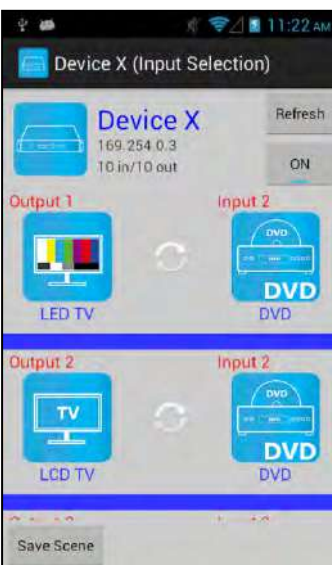 11:22 AM
Device X (Input Selection)
Device X
Refresh
169.254.0.3
10 in/10 out
ON
Output 1 Input 2
DVD
DVD
LED TV DVD
Output 2 Input 2
TV DVD
DVD
LCD TV DVD
Save Scene